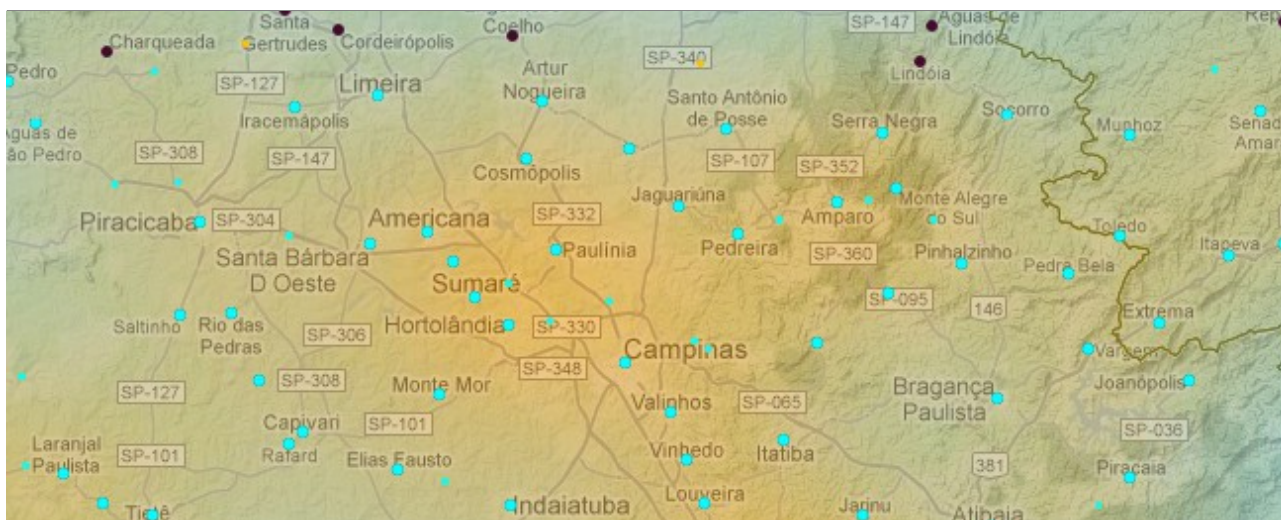 Santa
Gertrudes
Coelho
SP-147
Águas de
Lindóia
Charqueada
Cordeirópolis
Pedro
SP-127
Limeira
Artur
Nogueira
SP-340
Lindóia
Iracemápolis
Santo Antônio
de Posse
Serra Negra
Socorro
Munhoz
Senad
Amar
Águas de
ão Pedro
SP-308
SP-147
Cosmópolis
SP-107
SP-352
Jaguariúna
Monte Alegre
do Sul
Piracicaba
SP-304
Americana
SP-332
Amparo
Toledo
Santa Bárbara
D Oeste
Paulínia
Pedreira
SP-360
Pinhalzinho
Pedra Bela
Itapeva
Sumaré
SP-095
146
Extrema
Saltinho
Rio das
Pedras
SP-306
Hortolândia
SP-330
Campinas
Vargem
SP-348
SP-127
SP-308
Monte Mor
Bragança
Paulista
Joanópolis
Valinhos
SP-065
Capivari
SP-101
SP-036
Laranjal
Paulista
SP-101
Rafard
Elias Fausto
Vinhedo
Itatiba
381
Piracaia
Tietê
Indaiatuba
Louveira
Jarinu
Atibaia